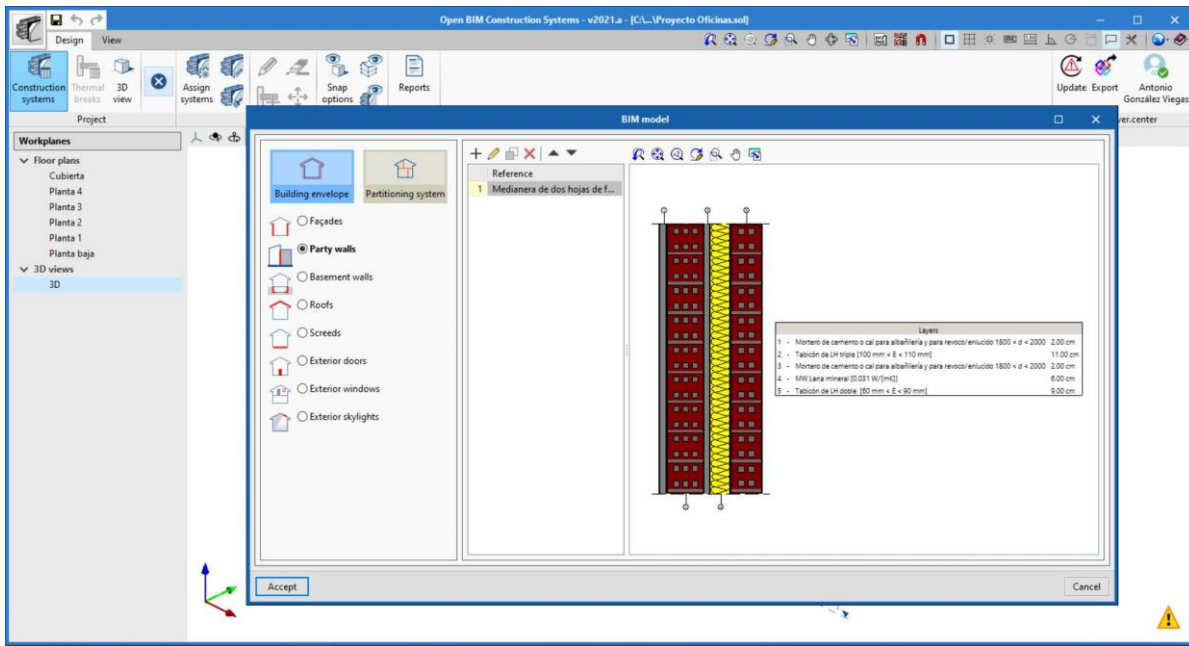 Open BIM Construction Systems - v2021.a - [C:\...\Proyecto Oficinas.sol]
Design View
Construction systems
Thermal breaks
3D view
Assign systems
Snap options
Reports
Update
Export
Antonio González Viegas
Project
ver.center
BIM model
Workplanes
Floor plans
Cubierta
Planta 4
Planta 3
Planta 2
Planta 1
Planta baja
3D views
3D
Building envelope
Partitioning system
Façades
Party walls
Basement walls
Roofs
Screeds
Exterior doors
Exterior windows
Exterior skylights
Reference
1 Medianera de dos hojas de f...
Layers
1 - Mortero de cemento o cal para albañilería y para revoco/enlucido 1800 < d < 2000 2.00 cm
2 - Tabicón de LH triple [100 mm < E < 110 mm] 11.00 cm
3 - Mortero de cemento o cal para albañilería y para revoco/enlucido 1800 < d < 2000 2.00 cm
4 - MW Lana mineral [0.031 W/[mK]] 6.00 cm
5 - Tabicón de LH doble [60 mm < E < 90 mm] 9.00 cm
Accept
Cancel